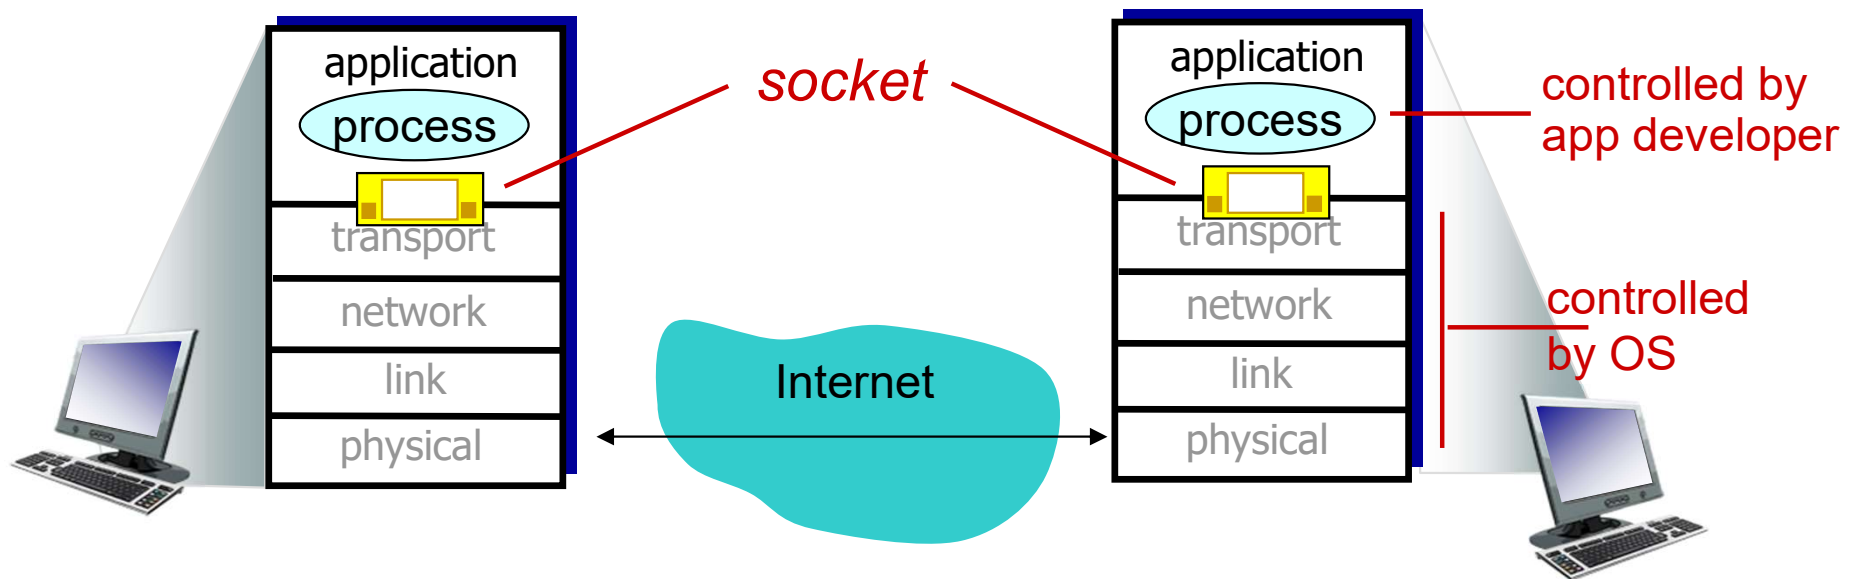 application
process
transport
network
link
physical
socket
Internet
application
process
transport
network
link
physical
controlled by
app developer
controlled
by OS